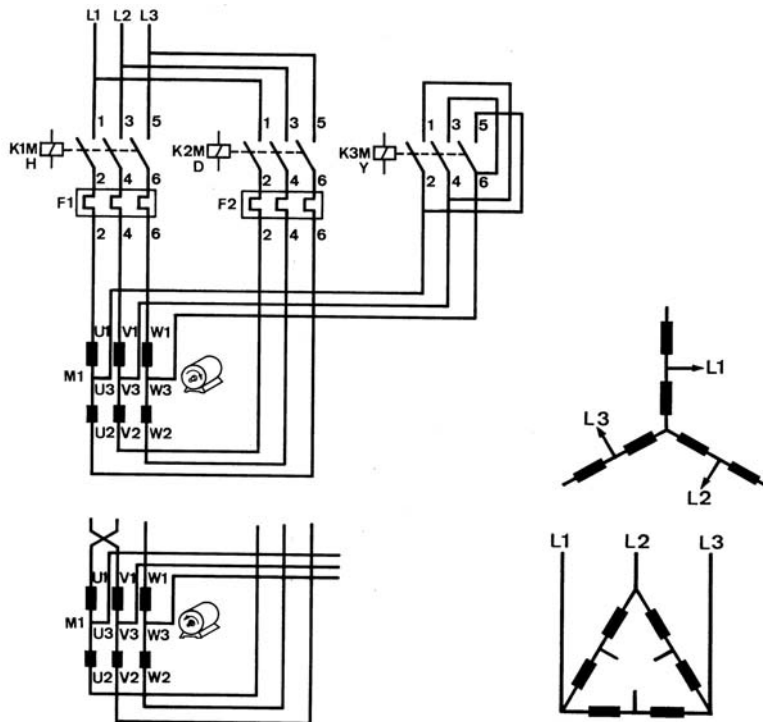 L1 L2 L3
1 3 5 1 3 5 1 3 5
K1M K2M K3M
H D Y
2 4 6 2 4 6 2 4 6
F1 F2
2 4 6 2 4 6
U1 V1 W1
M1
U3 V3 W3
U2 V2 W2
L1
L3
L2
U1 V1 W1
M1
U3 V3 W3
U2 V2 W2
L1 L2 L3